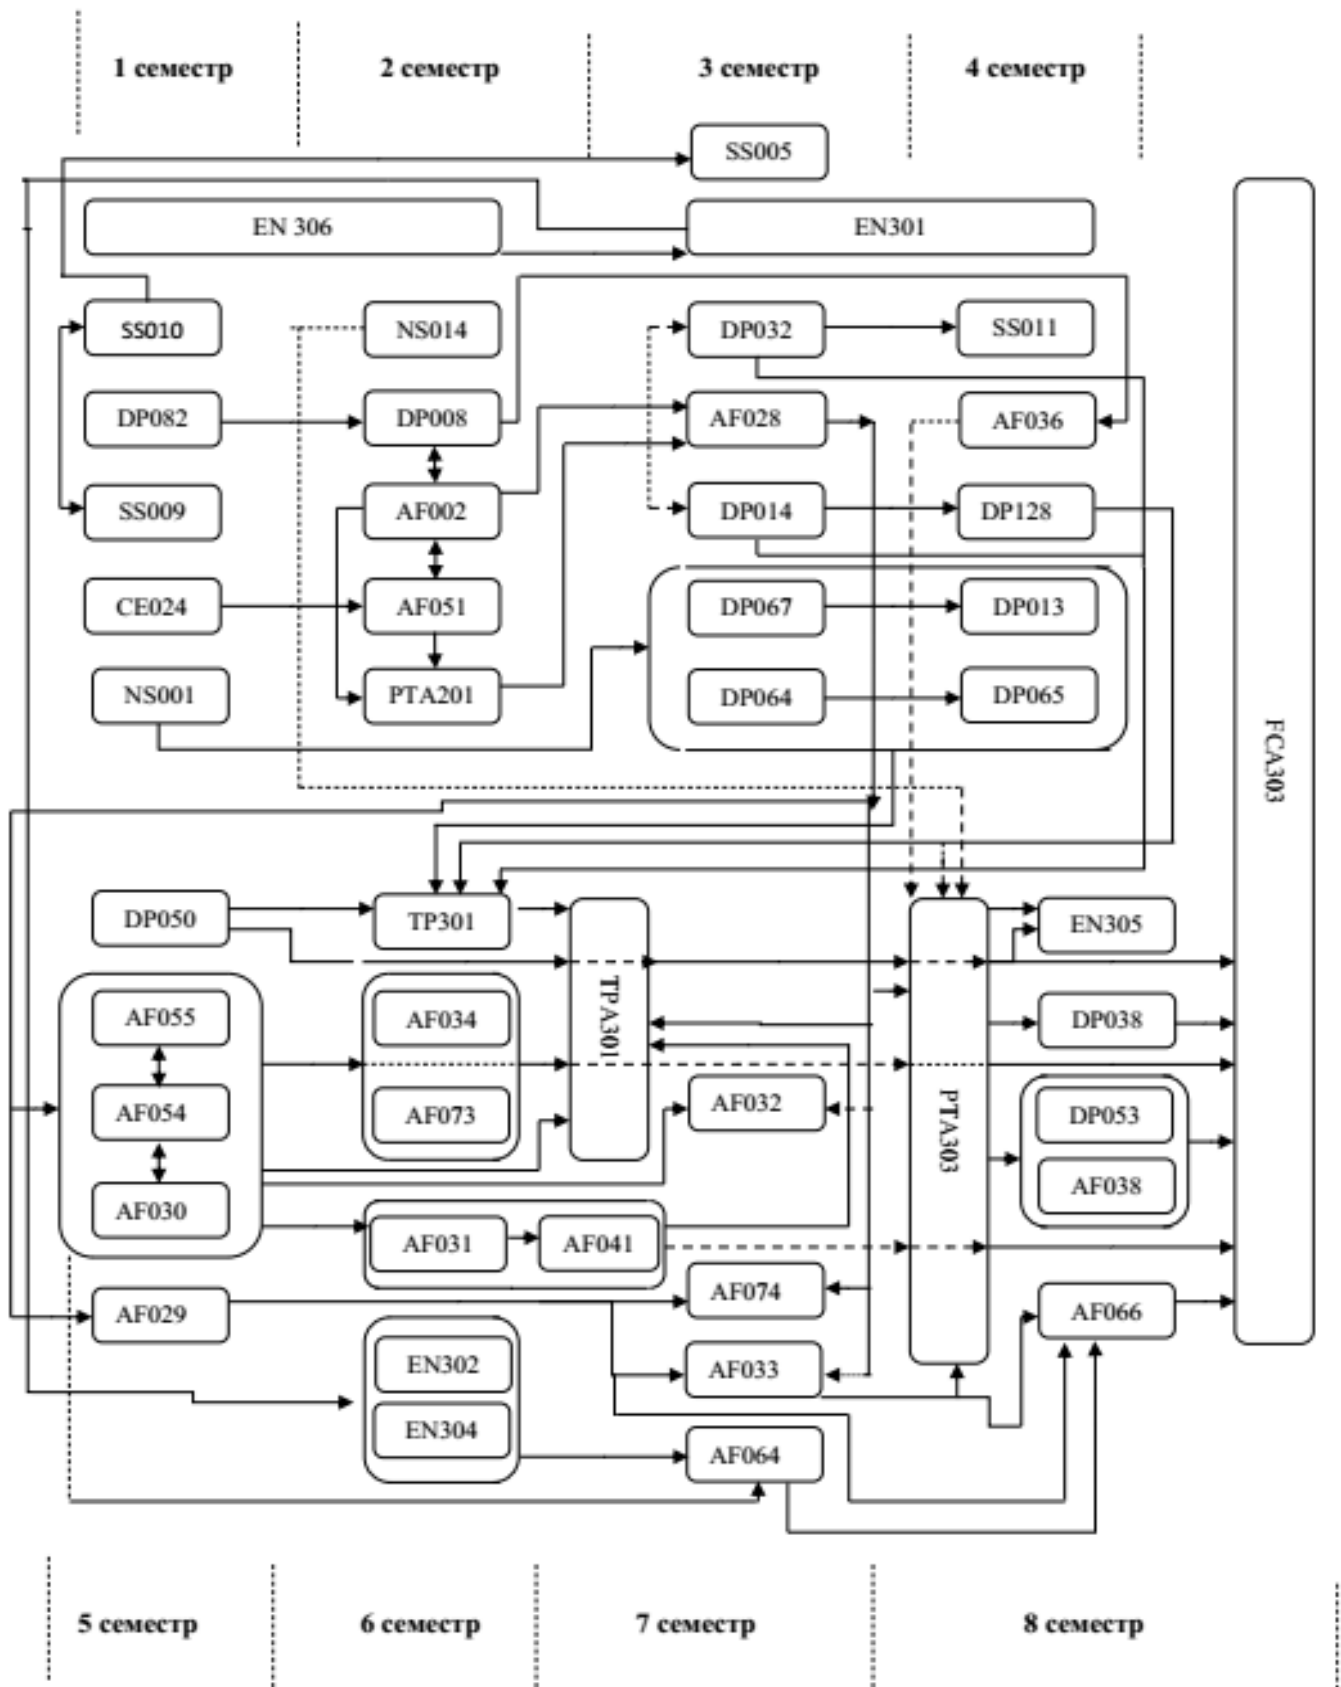 1 семестр 2 семестр 3 семестр 4 семестр
SS005
EN 306 EN301
SS010 NS014 DP032 SS011
DP082 DP008 AF028 AF036
SS009 AF002 DP014 DP128
CE024 AF051 DP067 DP013
NS001 PTA201 DP064 DP065
FCA303
DP050 TP301 EN305
TPA301
AF055 AF034 DP038
AF054 AF073 AF032 DP053
PTA303
AF030 AF038
AF031 AF041
AF029 AF074 AF066
EN302 AF033
EN304 AF064
5 семестр 6 семестр 7 семестр 8 семестр